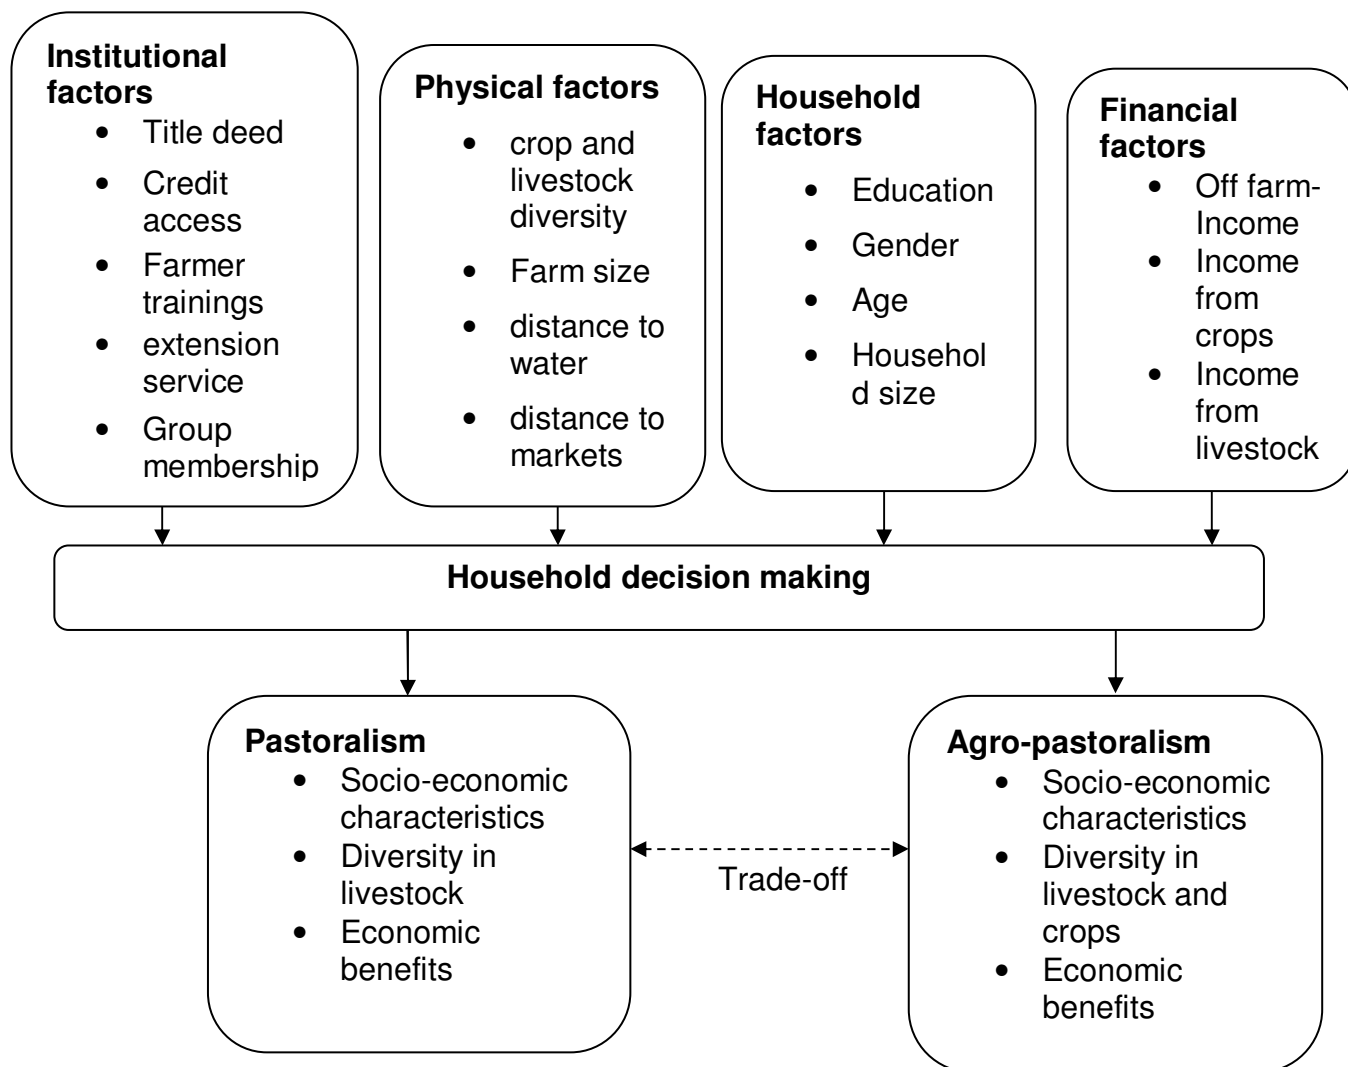 Institutional
factors
• Title deed
• Credit
access
• Farmer
trainings
• extension
service
• Group
membership
Physical factors
• crop and
livestock
diversity
• Farm size
• distance to
water
• distance to
markets
Household
factors
• Education
• Gender
• Age
• Househol
d size
Financial
factors
• Off farm-
Income
• Income
from
crops
• Income
from
livestock
Household decision making
Pastoralism
• Socio-economic
characteristics
• Diversity in
livestock
• Economic
benefits
Trade-off
Agro-pastoralism
• Socio-economic
characteristics
• Diversity in
livestock and
crops
• Economic
benefits